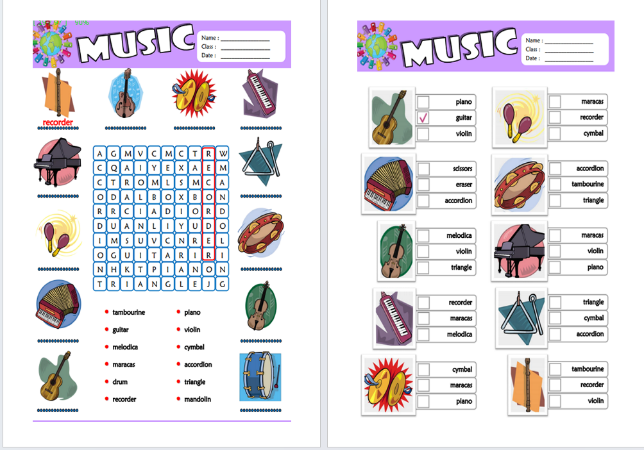 MUSIC
Name :
Class :
Date :
recorder
A G M V C M C T R W
C Q A I Y E X A E M
C T R O M L S M C A
O D A L B O X B O N
R R C I A D I O R D
D U A N L I Y U D O
I M S U V C N R E L
O G U I T A R I R I
N H K T P I A N O N
T R I A N G L E J G
tambourine
guitar
melodica
maracas
drum
recorder
piano
violin
cymbal
accordion
triangle
mandolin
MUSIC
Name :
Class :
Date :
piano
guitar
violin
maracas
recorder
cymbal
scissors
eraser
accordion
accordion
tambourine
triangle
melodica
violin
triangle
maracas
violin
piano
recorder
maracas
melodica
triangle
cymbal
accordion
cymbal
maracas
piano
tambourine
recorder
violin